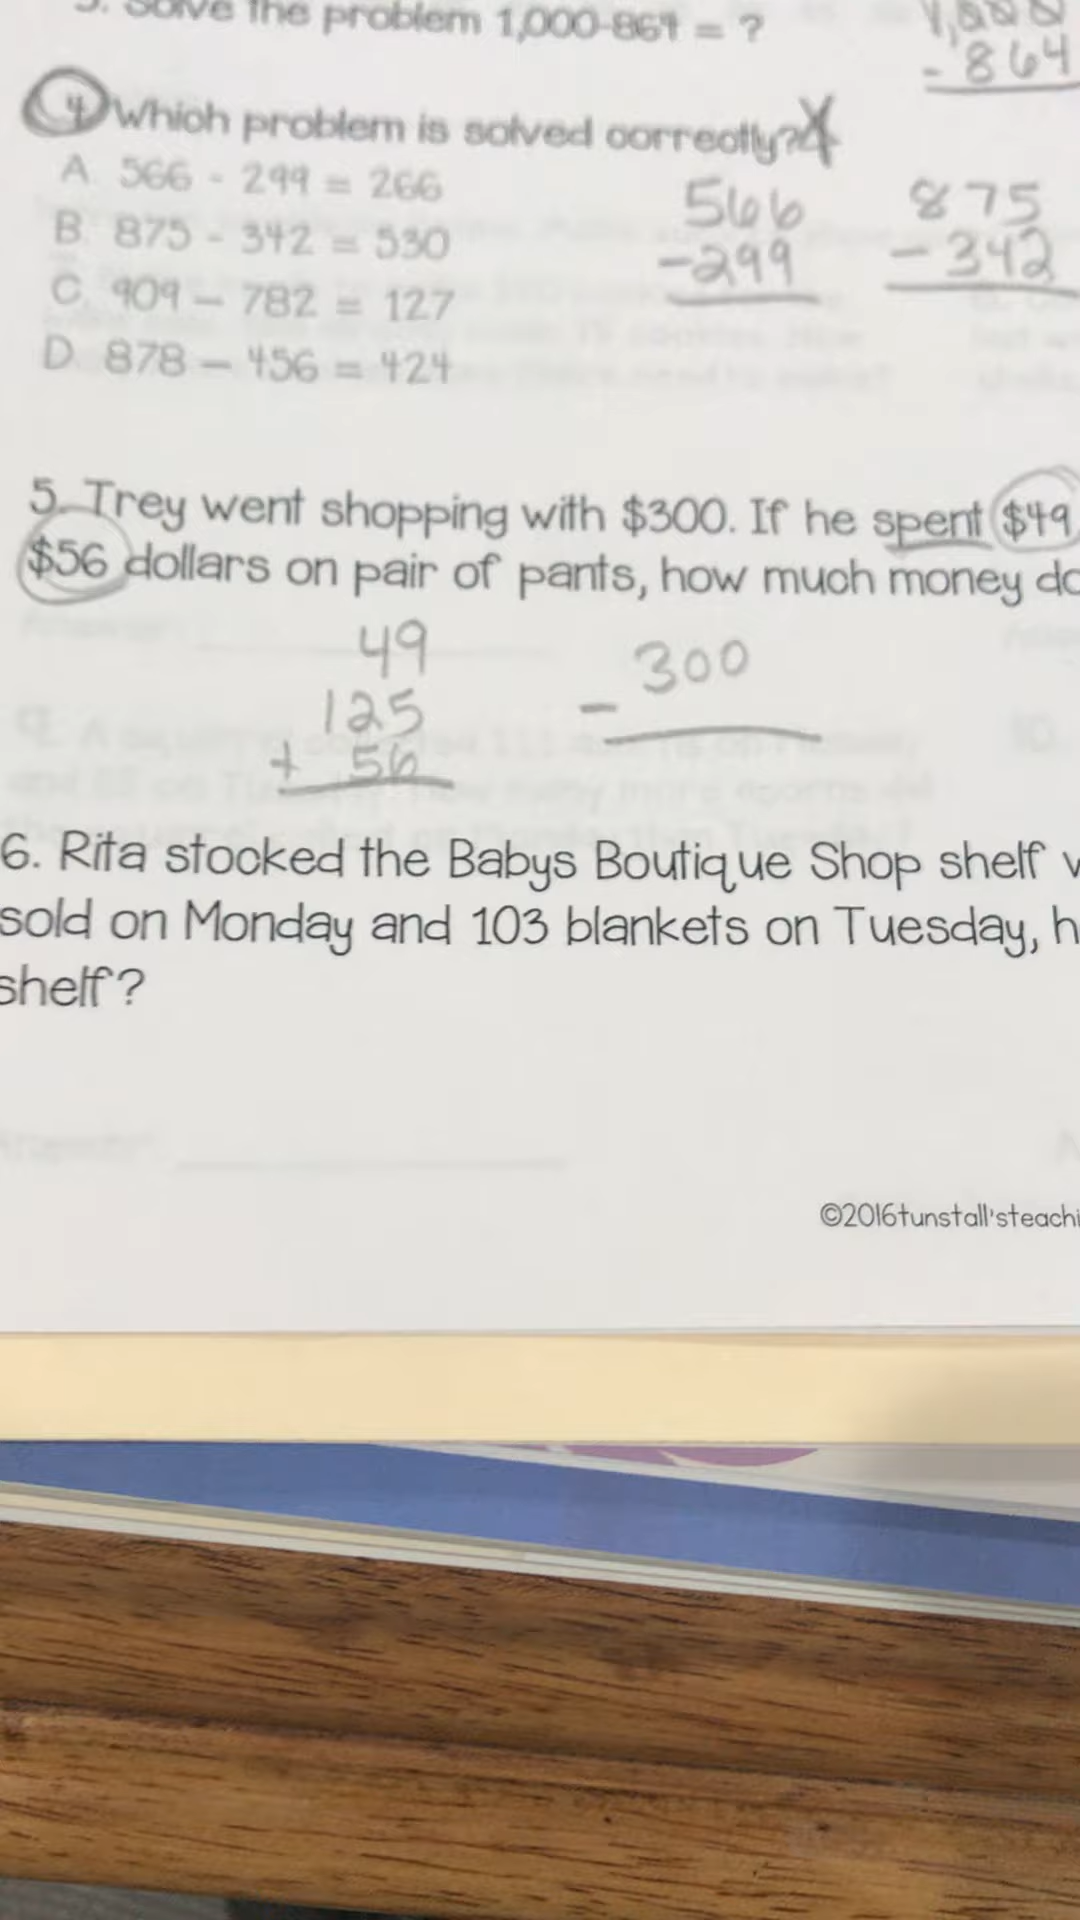 3. Solve the problem 1,000-864 = ?
1,000
- 864
4. Which problem is solved correctly?
A. 566 - 299 = 266
B. 875 - 342 = 530
C. 909 – 782 = 127
D. 878 – 456 = 424
566
-299
875
- 342
5. Trey went shopping with $300. If he spent $49
$56 dollars on pair of pants, how much money do
49
125
+ 56
300
-
6. Rita stocked the Babys Boutique Shop shelf
sold on Monday and 103 blankets on Tuesday, h
shelf?
©2016tunstall'steachi